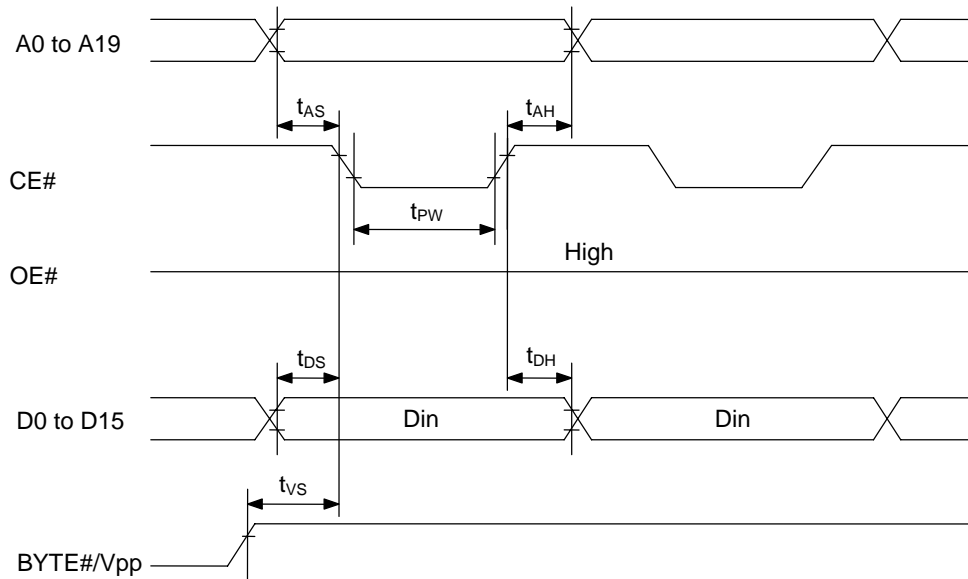 A0 to A19
tAS
tAH
CE#
tPW
High
OE#
tDS
tDH
D0 to D15
Din
Din
tVS
BYTE#/Vpp